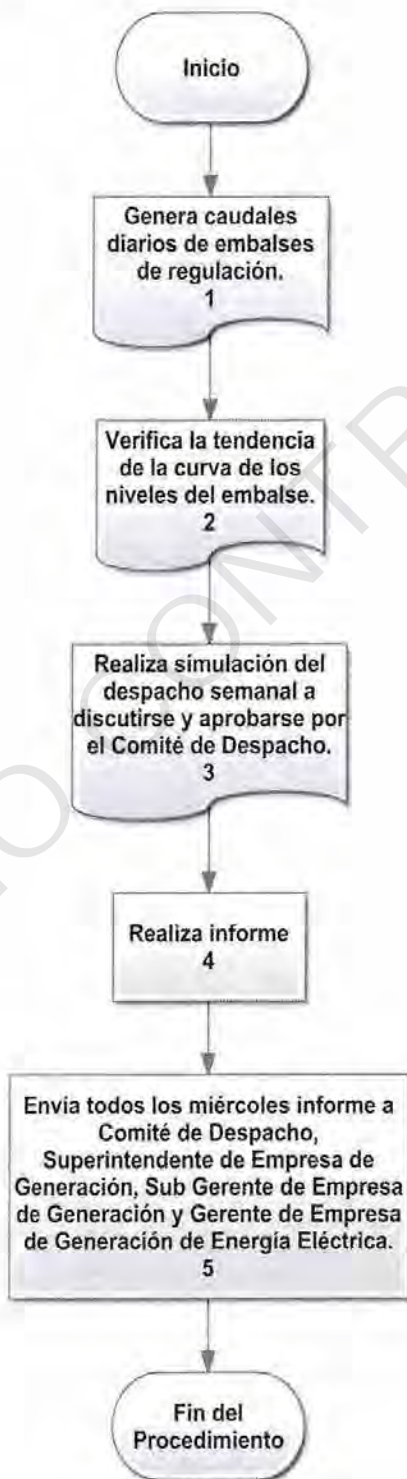 Inicio
Genera caudales
diarios de embalses
de regulación.
1
Verifica la tendencia
de la curva de los
niveles del embalse.
2
Realiza simulación del
despacho semanal a
discutirse y aprobarse por
el Comité de Despacho.
3
Realiza informe
4
Envía todos los miércoles informe a
Comité de Despacho,
Superintendente de Empresa de
Generación, Sub Gerente de Empresa
de Generación y Gerente de Empresa
de Generación de Energía Eléctrica.
5
Fin del
Procedimiento